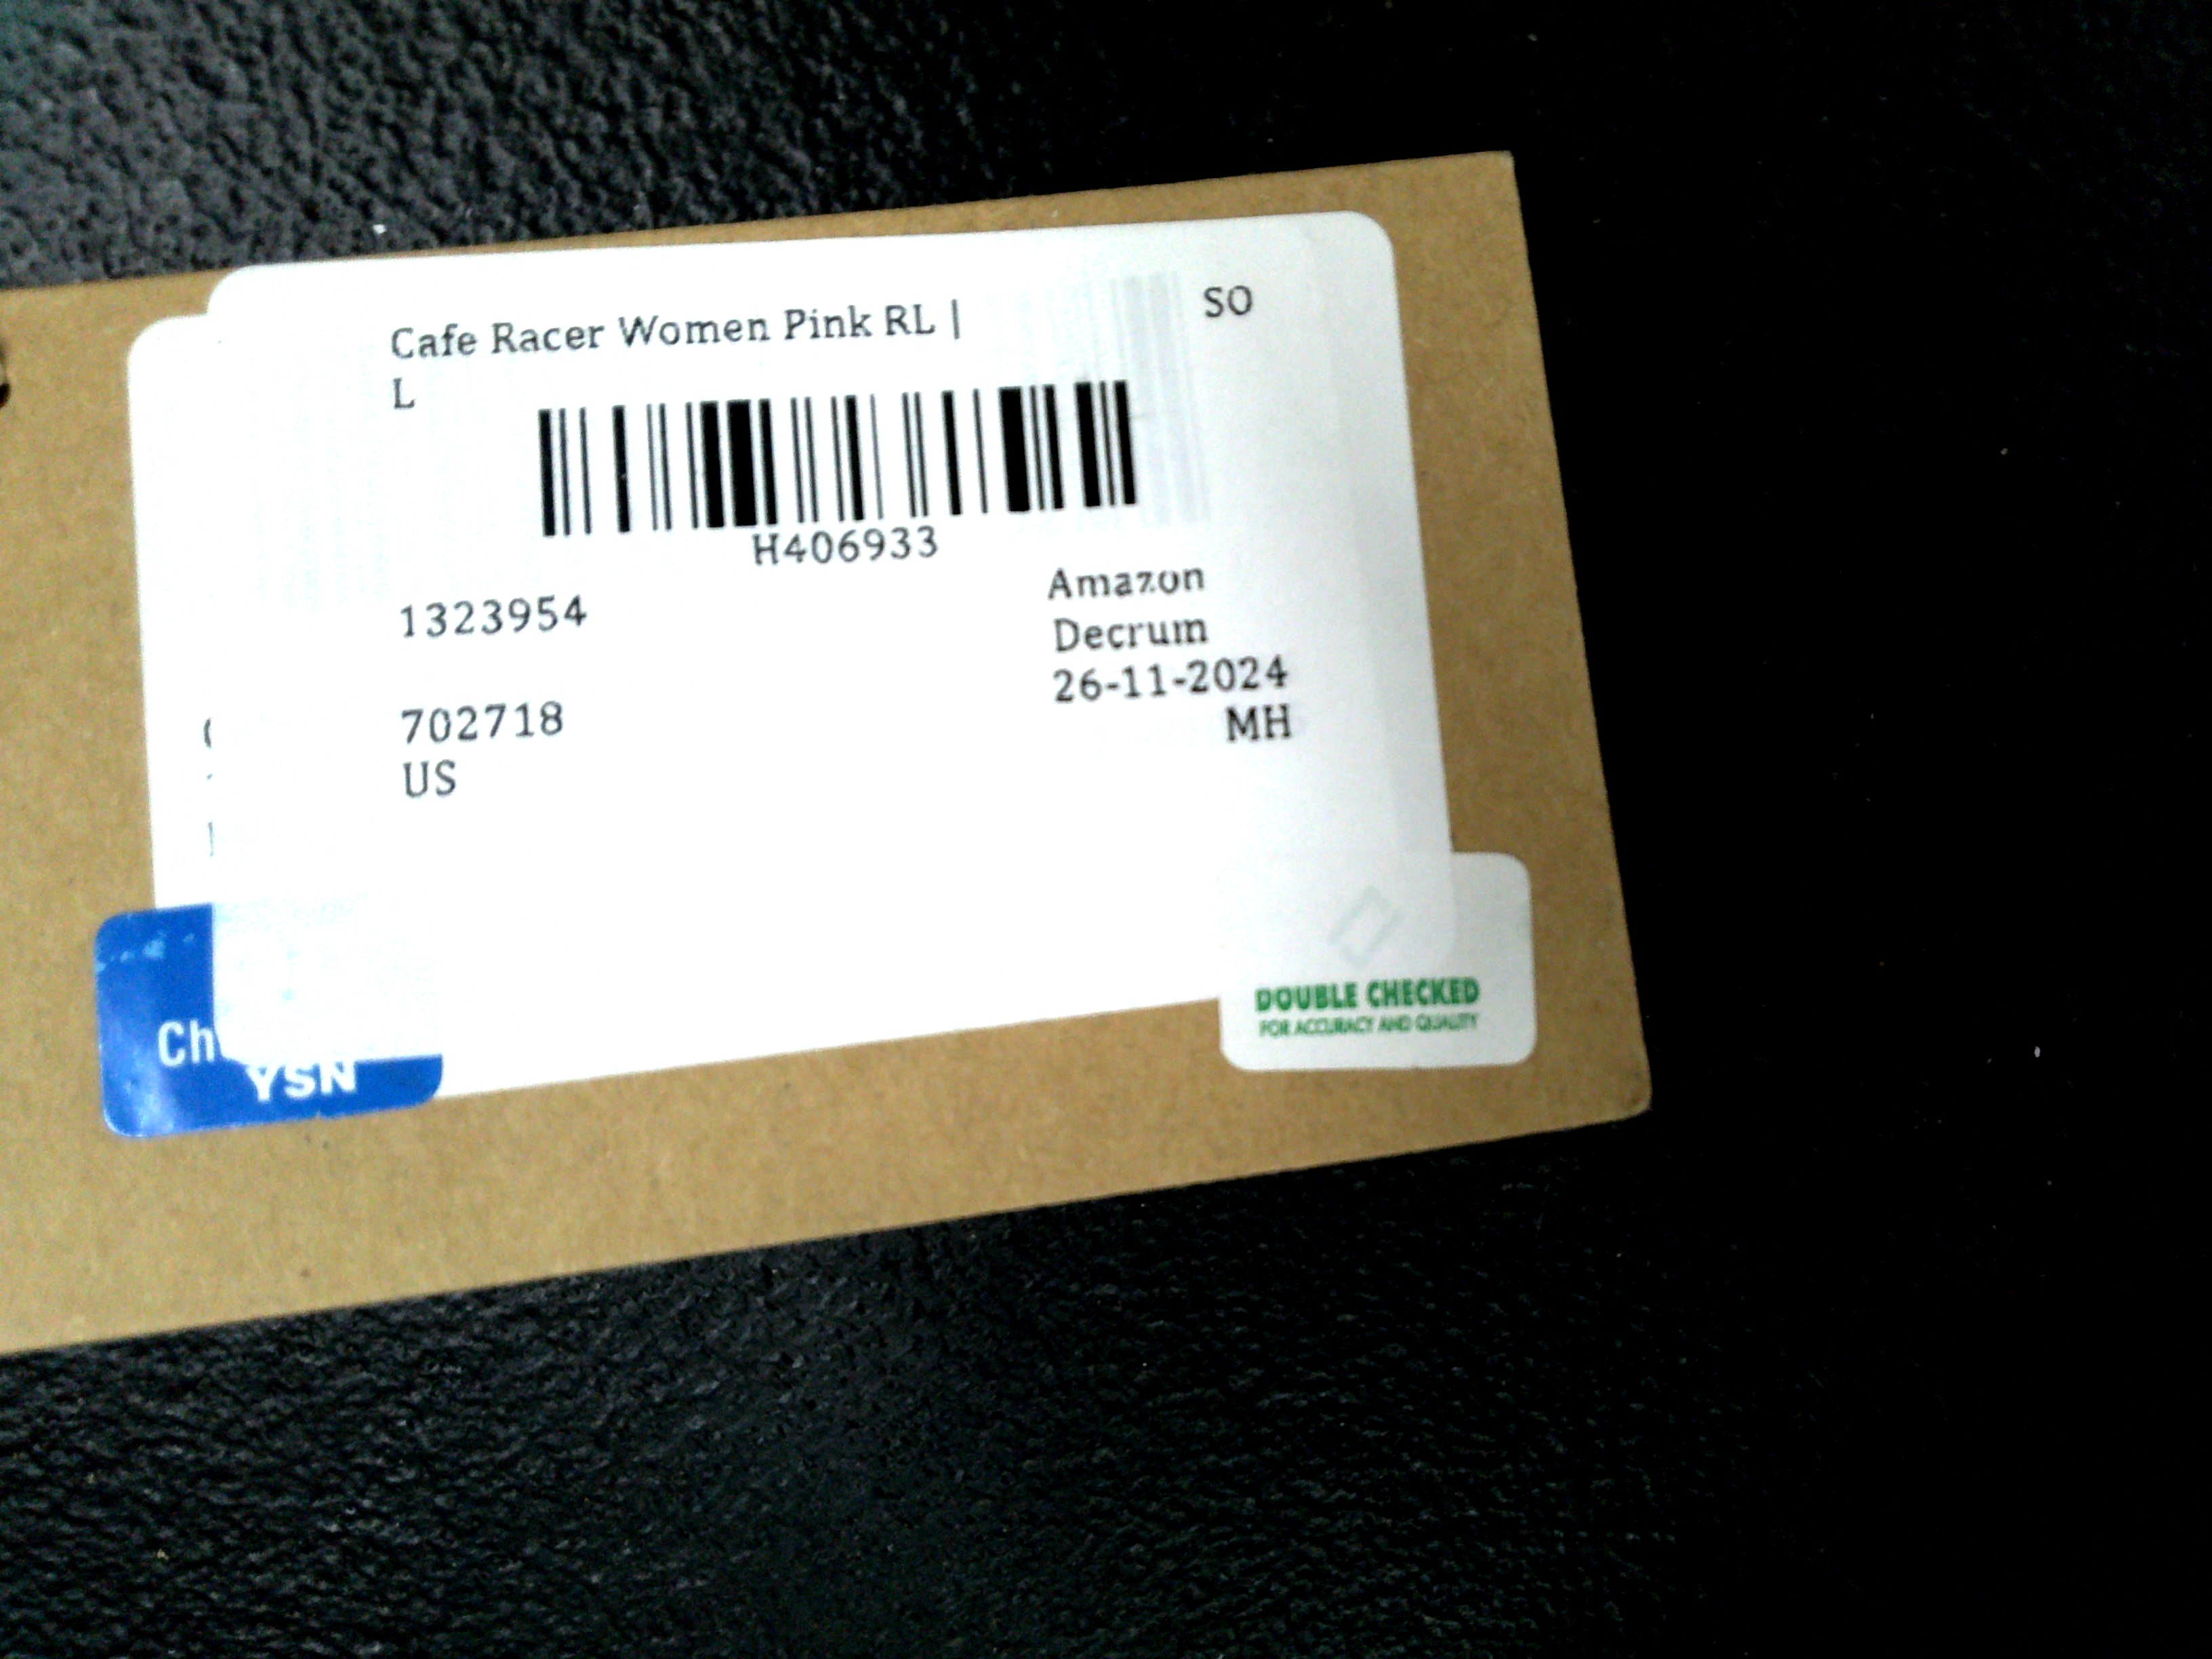 Cafe Racer Women Pink RL |
L
SO
H406933
1323954
Amazon
Decrum
26-11-2024
MH
702718
US
DOUBLE CHECKED
FOR ACCURACY AND QUALITY
YSN